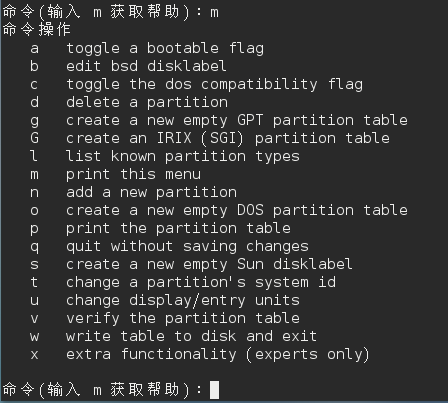 命令(输入 m 获取帮助)：m
命令操作
a toggle a bootable flag
b edit bsd disklabel
c toggle the dos compatibility flag
d delete a partition
g create a new empty GPT partition table
G create an IRIX (SGI) partition table
l list known partition types
m print this menu
n add a new partition
o create a new empty DOS partition table
p print the partition table
q quit without saving changes
s create a new empty Sun disklabel
t change a partition's system id
u change display/entry units
v verify the partition table
w write table to disk and exit
x extra functionality (experts only)
命令(输入 m 获取帮助)：